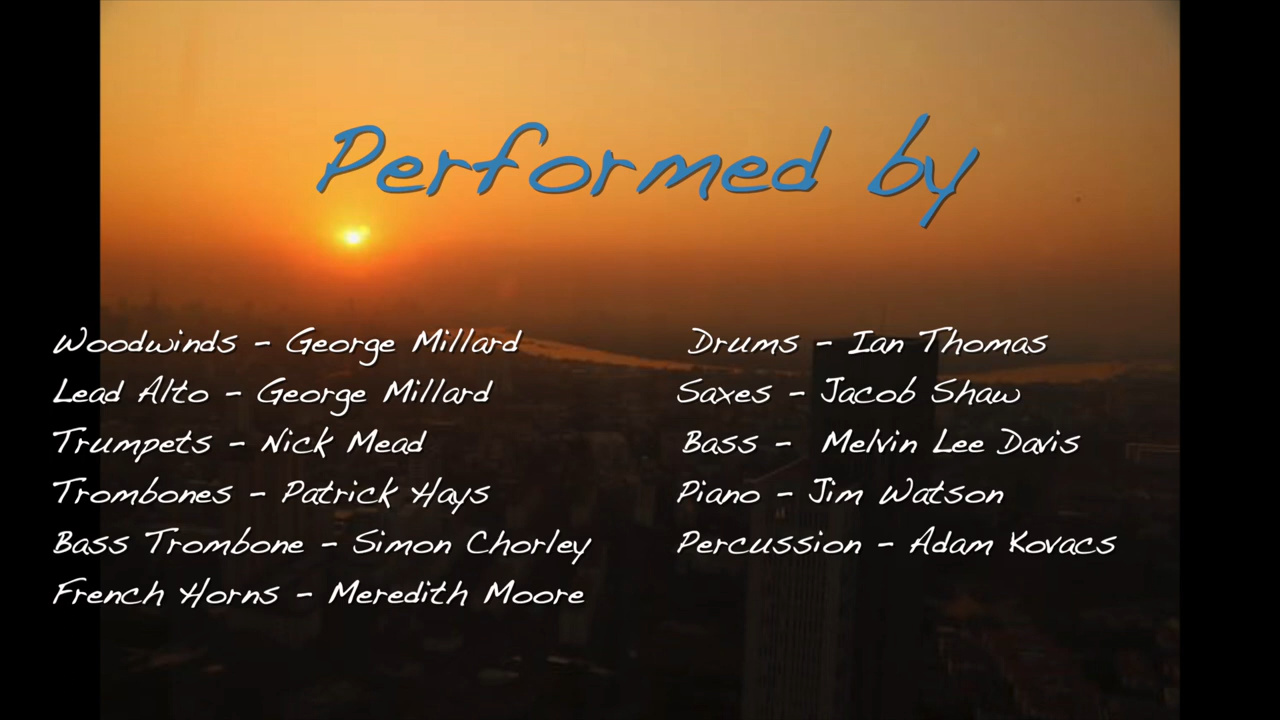 Performed by
Woodwinds - George Millard
Lead Alto - George Millard
Trumpets - Nick Mead
Trombones - Patrick Hays
Bass Trombone - Simon Chorley
French Horns - Meredith Moore
Drums - Ian Thomas
Saxes - Jacob Shaw
Bass - Melvin Lee Davis
Piano - Jim Watson
Percussion - Adam Kovacs